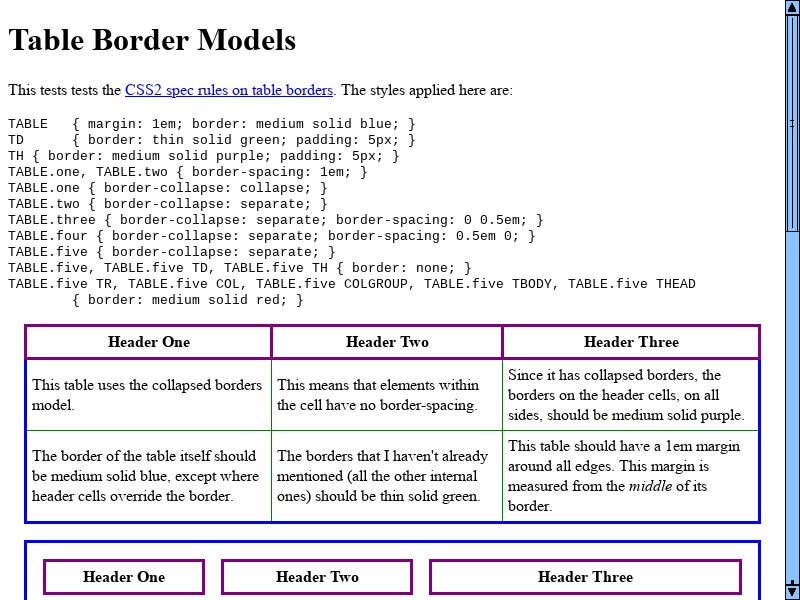 Table Border Models
This tests tests the CSS2 spec rules on table borders. The styles applied here are:
TABLE   { margin: 1em; border: medium solid blue; }
TD      { border: thin solid green; padding: 5px; }
TH { border: medium solid purple; padding: 5px; }
TABLE.one, TABLE.two { border-spacing: 1em; }
TABLE.one { border-collapse: collapse; }
TABLE.two { border-collapse: separate; }
TABLE.three { border-collapse: separate; border-spacing: 0 0.5em; }
TABLE.four { border-collapse: separate; border-spacing: 0.5em 0; }
TABLE.five { border-collapse: separate; }
TABLE.five, TABLE.five TD, TABLE.five TH { border: none; }
TABLE.five TR, TABLE.five COL, TABLE.five COLGROUP, TABLE.five TBODY, TABLE.five THEAD
        { border: medium solid red; }
Header One
Header Two
Header Three
This table uses the collapsed borders
model.
This means that elements within
the cell have no border-spacing.
Since it has collapsed borders, the
borders on the header cells, on all
sides, should be medium solid purple.
The border of the table itself should
be medium solid blue, except where
header cells override the border.
The borders that I haven't already
mentioned (all the other internal
ones) should be thin solid green.
This table should have a 1em margin
around all edges. This margin is
measured from the middle of its
border.
Header One
Header Two
Header Three